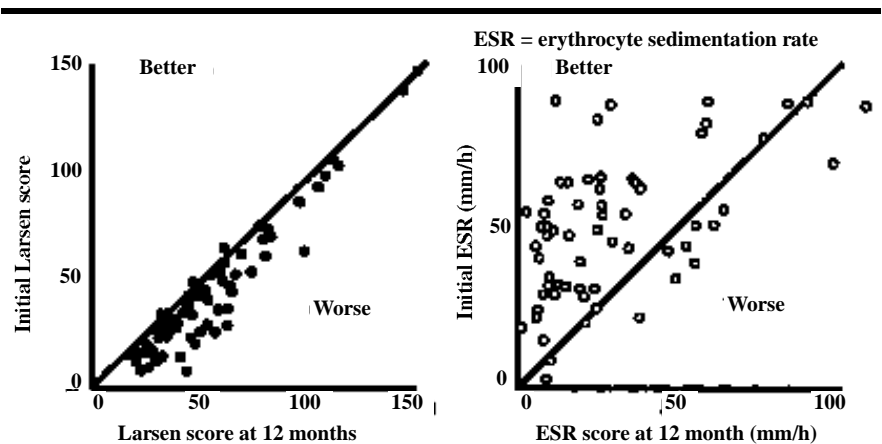 ESR = erythrocyte sedimentation rate
150
Better
100
50
0
Initial Larsen score
Worse
0 50 100 150
Larsen score at 12 months
100
Better
50
0
Initial ESR (mm/h)
Worse
0 50 100
ESR score at 12 month (mm/h)